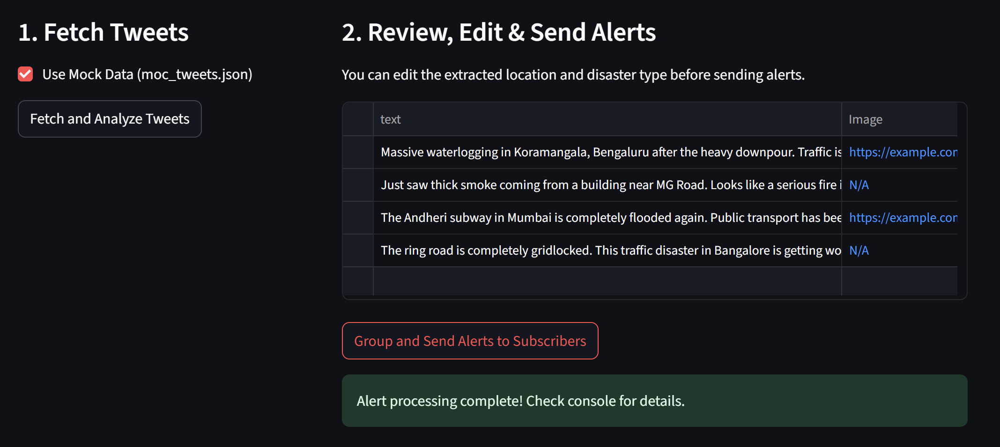 1. Fetch Tweets
Use Mock Data (moc_tweets.json)
Fetch and Analyze Tweets
2. Review, Edit & Send Alerts
You can edit the extracted location and disaster type before sending alerts.
text Image
Massive waterlogging in Koramangala, Bengaluru after the heavy downpour. Traffic is https://example.com
Just saw thick smoke coming from a building near MG Road. Looks like a serious fire i N/A
The Andheri subway in Mumbai is completely flooded again. Public transport has bee https://example.com
The ring road is completely gridlocked. This traffic disaster in Bangalore is getting wo N/A
Group and Send Alerts to Subscribers
Alert processing complete! Check console for details.